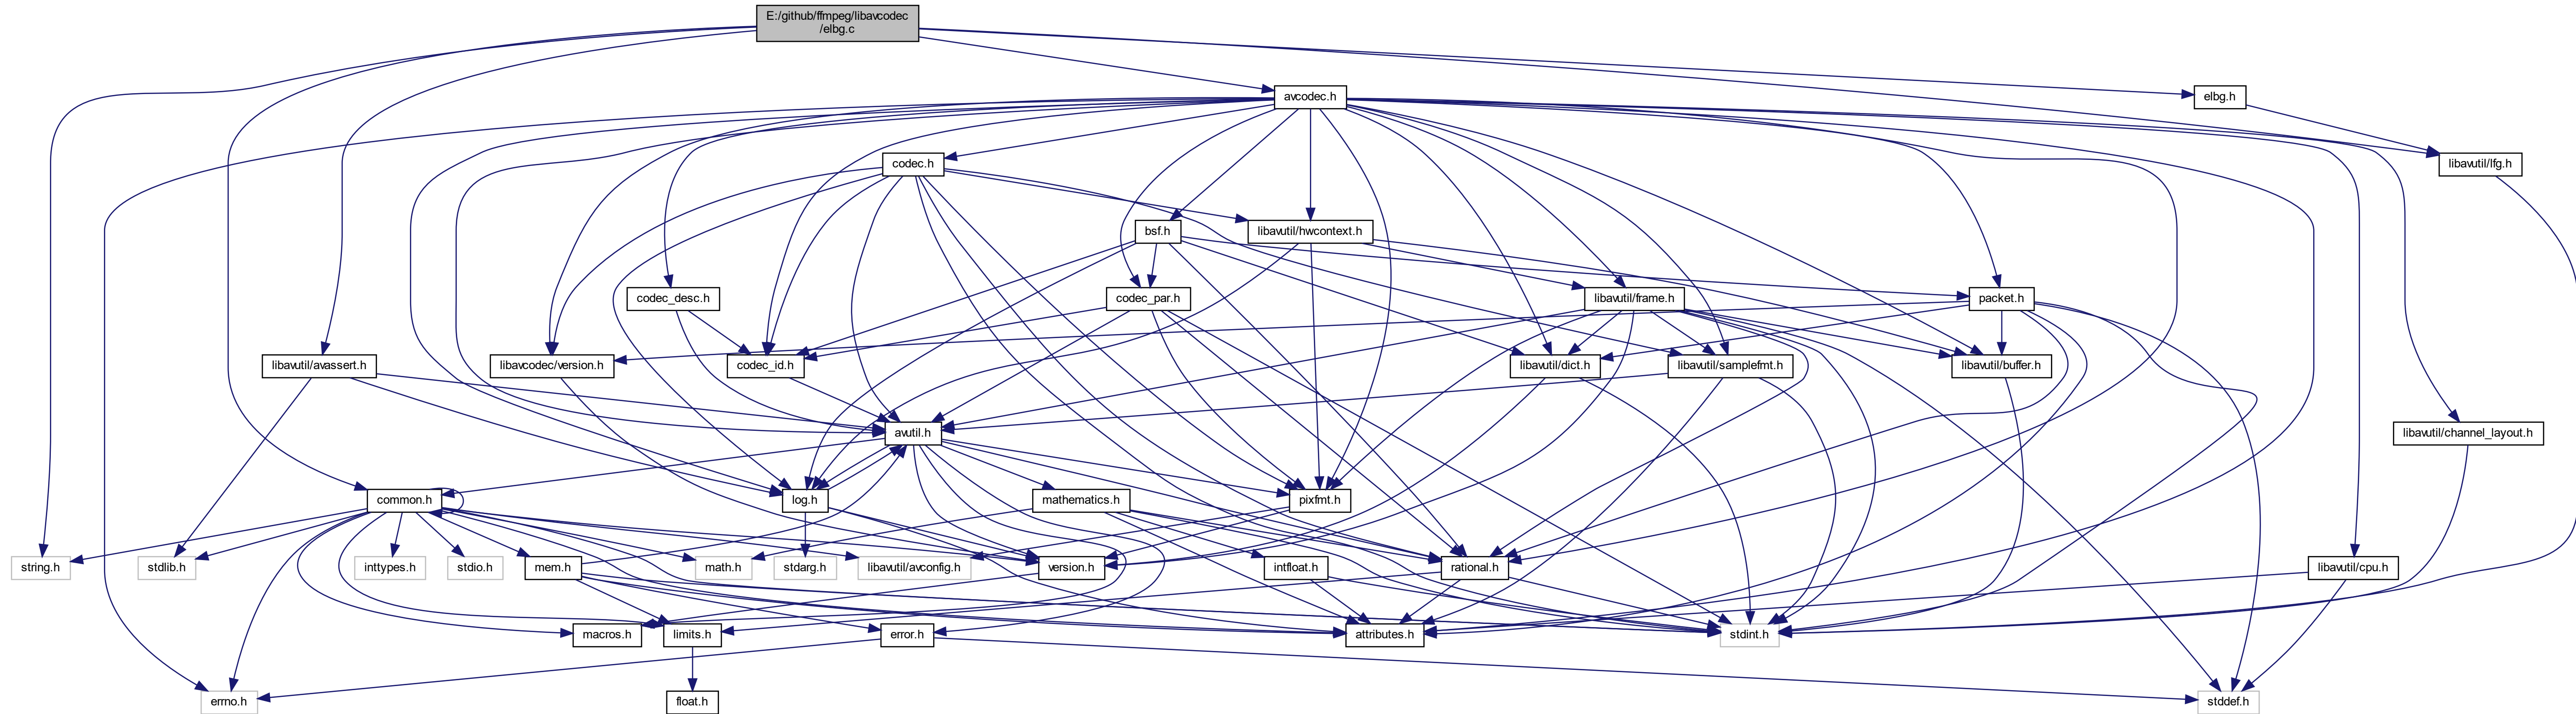 E:/github/ffmpeg/libavcodec
/elbg.c
avcodec.h
elbg.h
codec.h
libavutil/lfg.h
bsf.h
libavutil/hwcontext.h
codec_desc.h
codec_par.h
libavutil/frame.h
packet.h
libavutil/avassert.h
libavcodec/version.h
codec_id.h
libavutil/dict.h
libavutil/samplefmt.h
libavutil/buffer.h
avutil.h
libavutil/channel_layout.h
common.h
log.h
mathematics.h
pixfmt.h
string.h
stdlib.h
inttypes.h
stdio.h
mem.h
math.h
stdarg.h
libavutil/avconfig.h
version.h
intfloat.h
rational.h
libavutil/cpu.h
macros.h
limits.h
error.h
attributes.h
stdint.h
errno.h
float.h
stddef.h